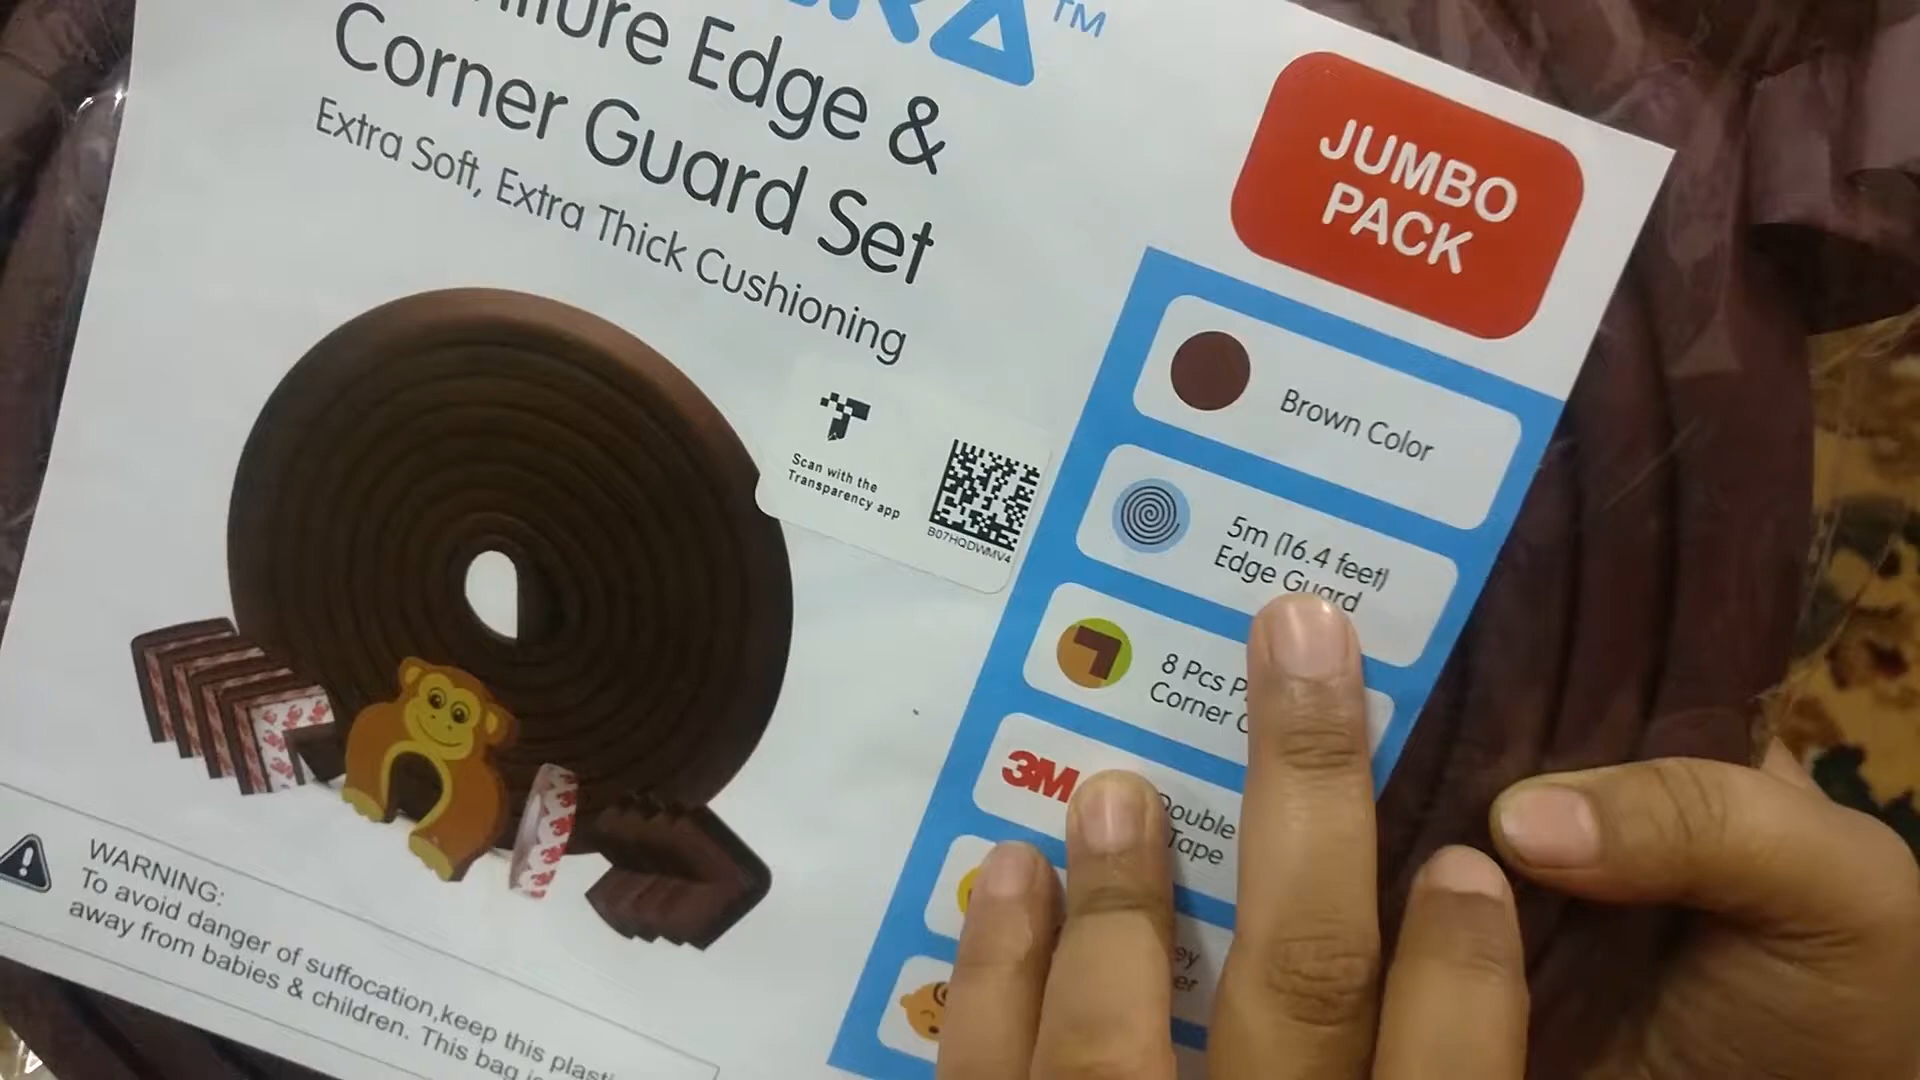 TM
Edge &
Corner Guard Set
Extra Soft, Extra Thick Cushioning
JUMBO
PACK
Brown Color
5m (16.4 feet)
Edge Guard
8 Pcs
Corner
3M
Double
Tape
Scan with the
Transparency app
B07HQDWMV4
WARNING:
To avoid danger of suffocation,keep this
away from babies & children. This bag